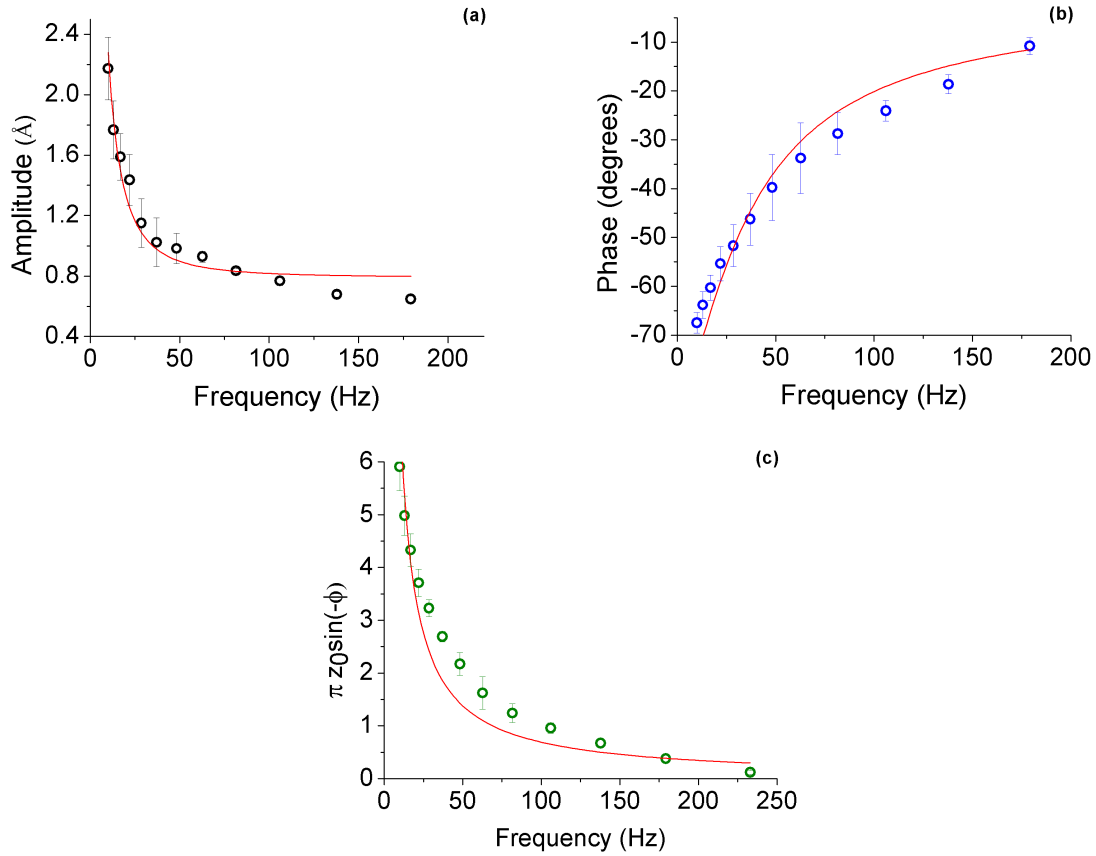 (a)
2.4
2.0
1.6
1.2
0.8
0.4
Amplitude (Å)
0 50 100 150 200
Frequency (Hz)
(b)
-10
-20
-30
-40
-50
-60
-70
Phase (degrees)
0 50 100 150 200
Frequency (Hz)
(c)
6
5
4
3
2
1
0
π z0sin(-ϕ)
0 50 100 150 200 250
Frequency (Hz)